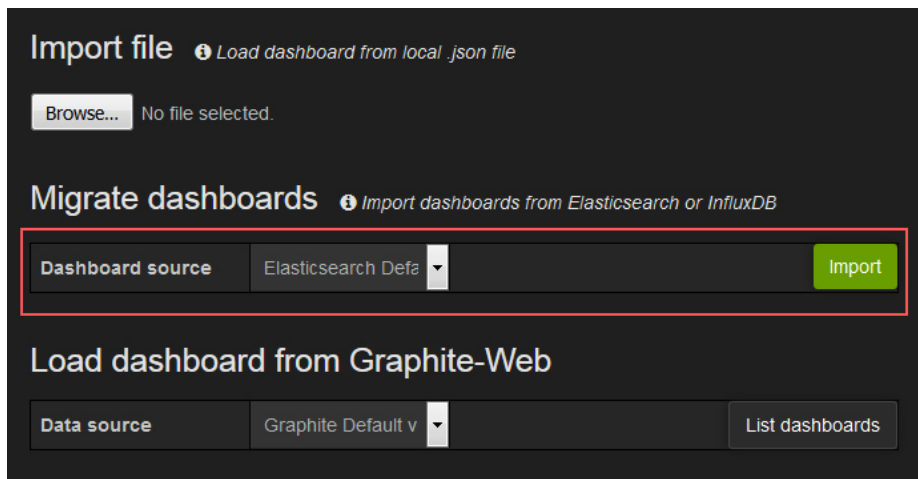 Import file Load dashboard from local .json file
Browse... No file selected.
Migrate dashboards Import dashboards from Elasticsearch or InfluxDB
Dashboard source Elasticsearch Defa Import
Load dashboard from Graphite-Web
Data source Graphite Default v List dashboards